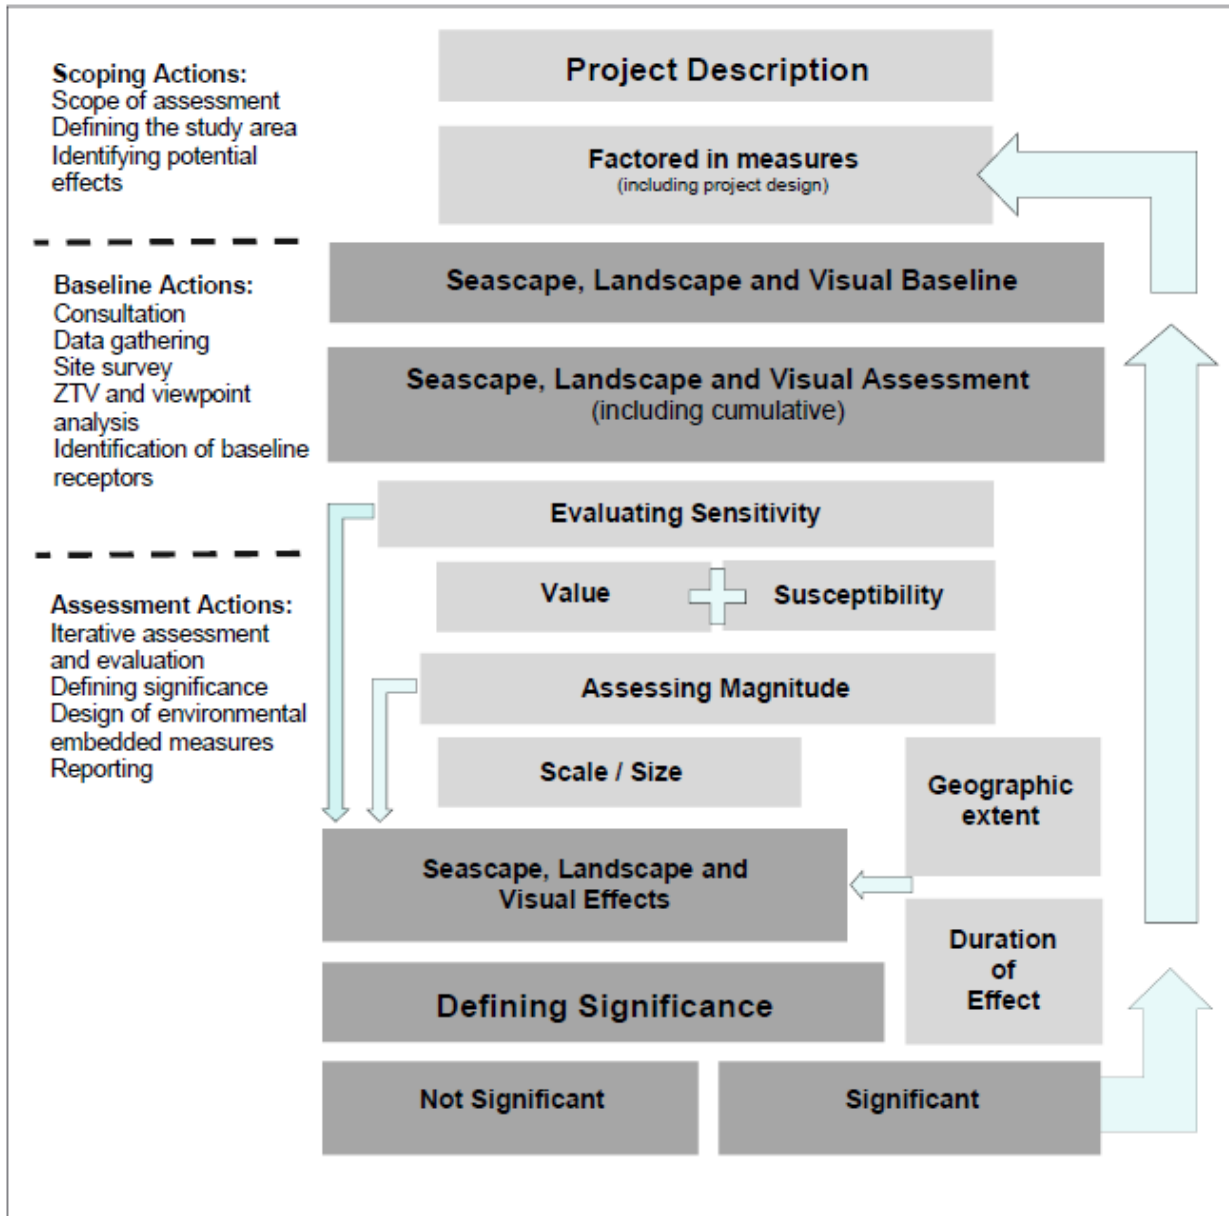 Scoping Actions:
Scope of assessment
Defining the study area
Identifying potential
effects
Project Description
Factored in measures
(including project design)
Baseline Actions:
Consultation
Data gathering
Site survey
ZTV and viewpoint
analysis
Identification of baseline
receptors
Seascape, Landscape and Visual Baseline
Seascape, Landscape and Visual Assessment
(including cumulative)
Assessment Actions:
Iterative assessment
and evaluation
Defining significance
Design of environmental
embedded measures
Reporting
Evaluating Sensitivity
Value
Susceptibility
Assessing Magnitude
Scale / Size
Geographic
extent
Seascape, Landscape and
Visual Effects
Duration
of
Effect
Defining Significance
Not Significant
Significant